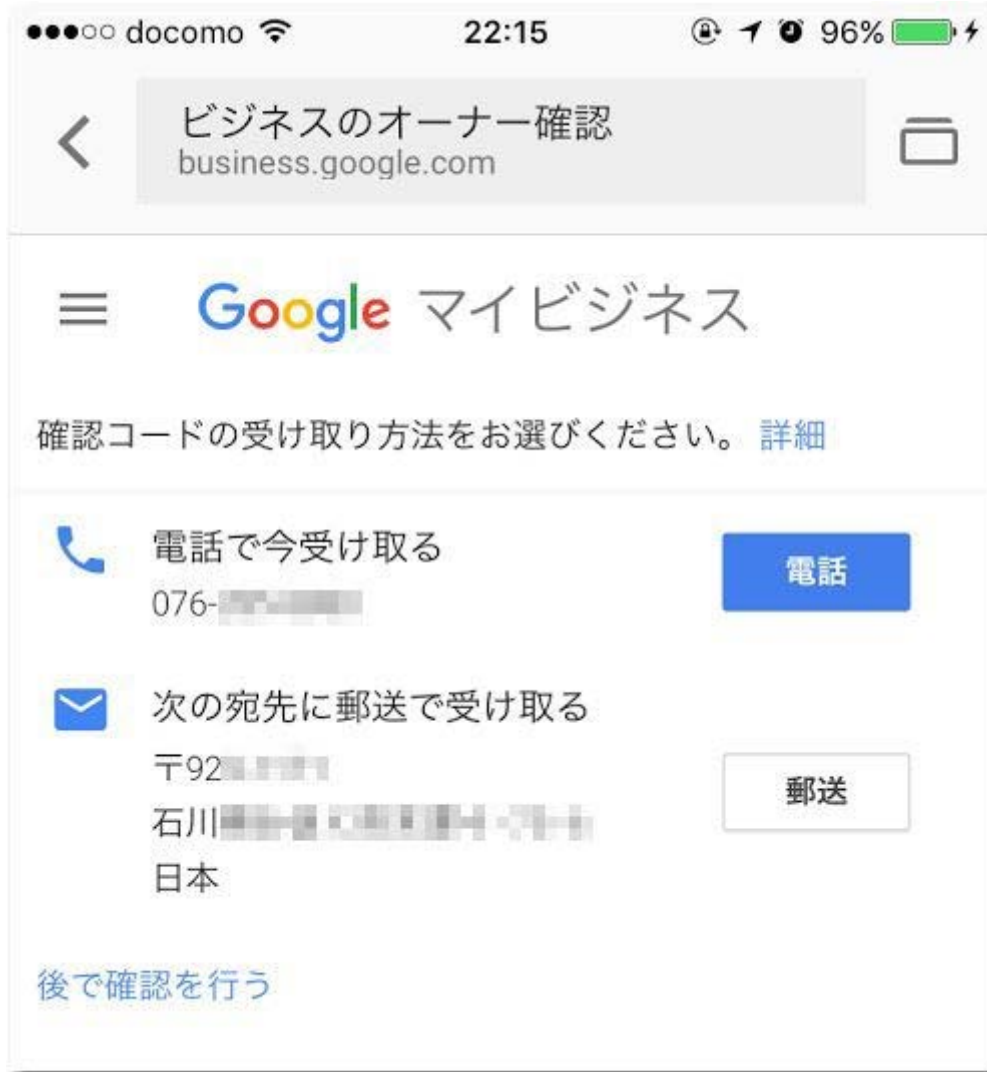 docomo 22:15 96%
ビジネスのオーナー確認
business.google.com
Google マイビジネス
確認コードの受け取り方法をお選びください。 詳細
電話で今受け取る
076-
電話
次の宛先に郵送で受け取る
〒92
石川
日本
郵送
後で確認を行う